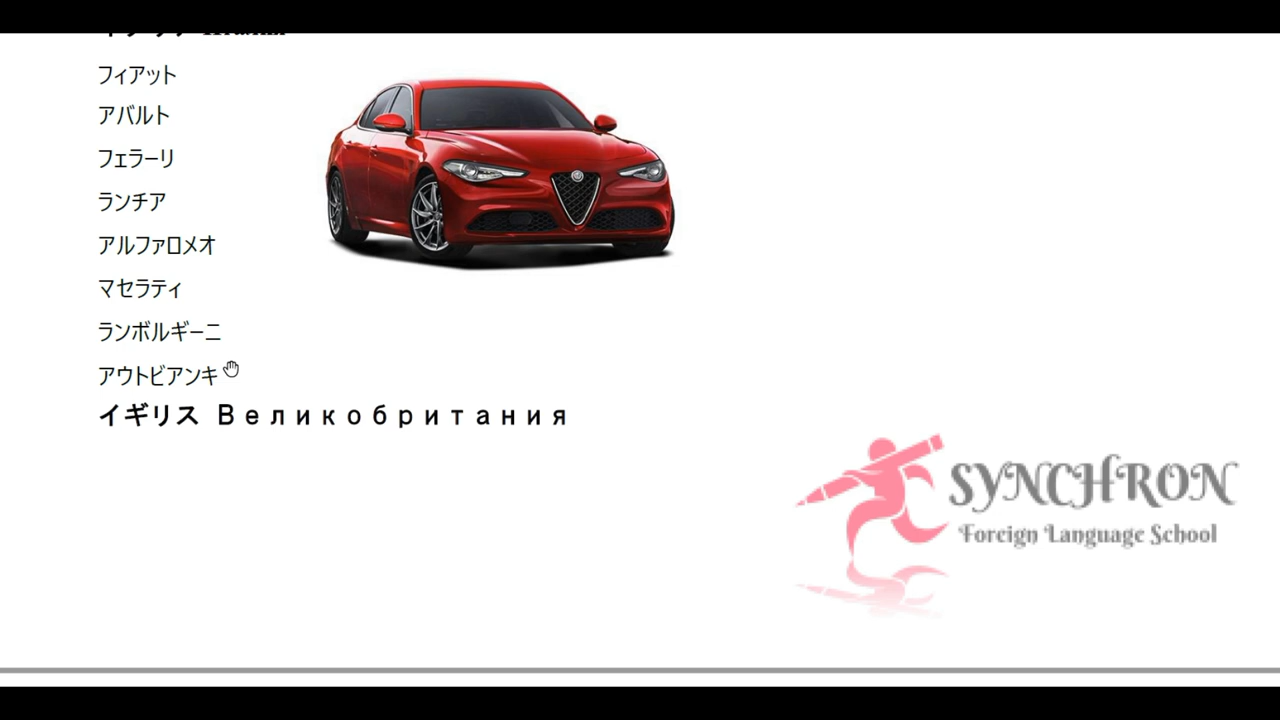 フィアット
アバルト
フェラーリ
ランチア
アルファロメオ
マセラティ
ランボルギーニ
アウトビアンキ
イギリス Великобритания
SYNCHRON
Foreign Language School